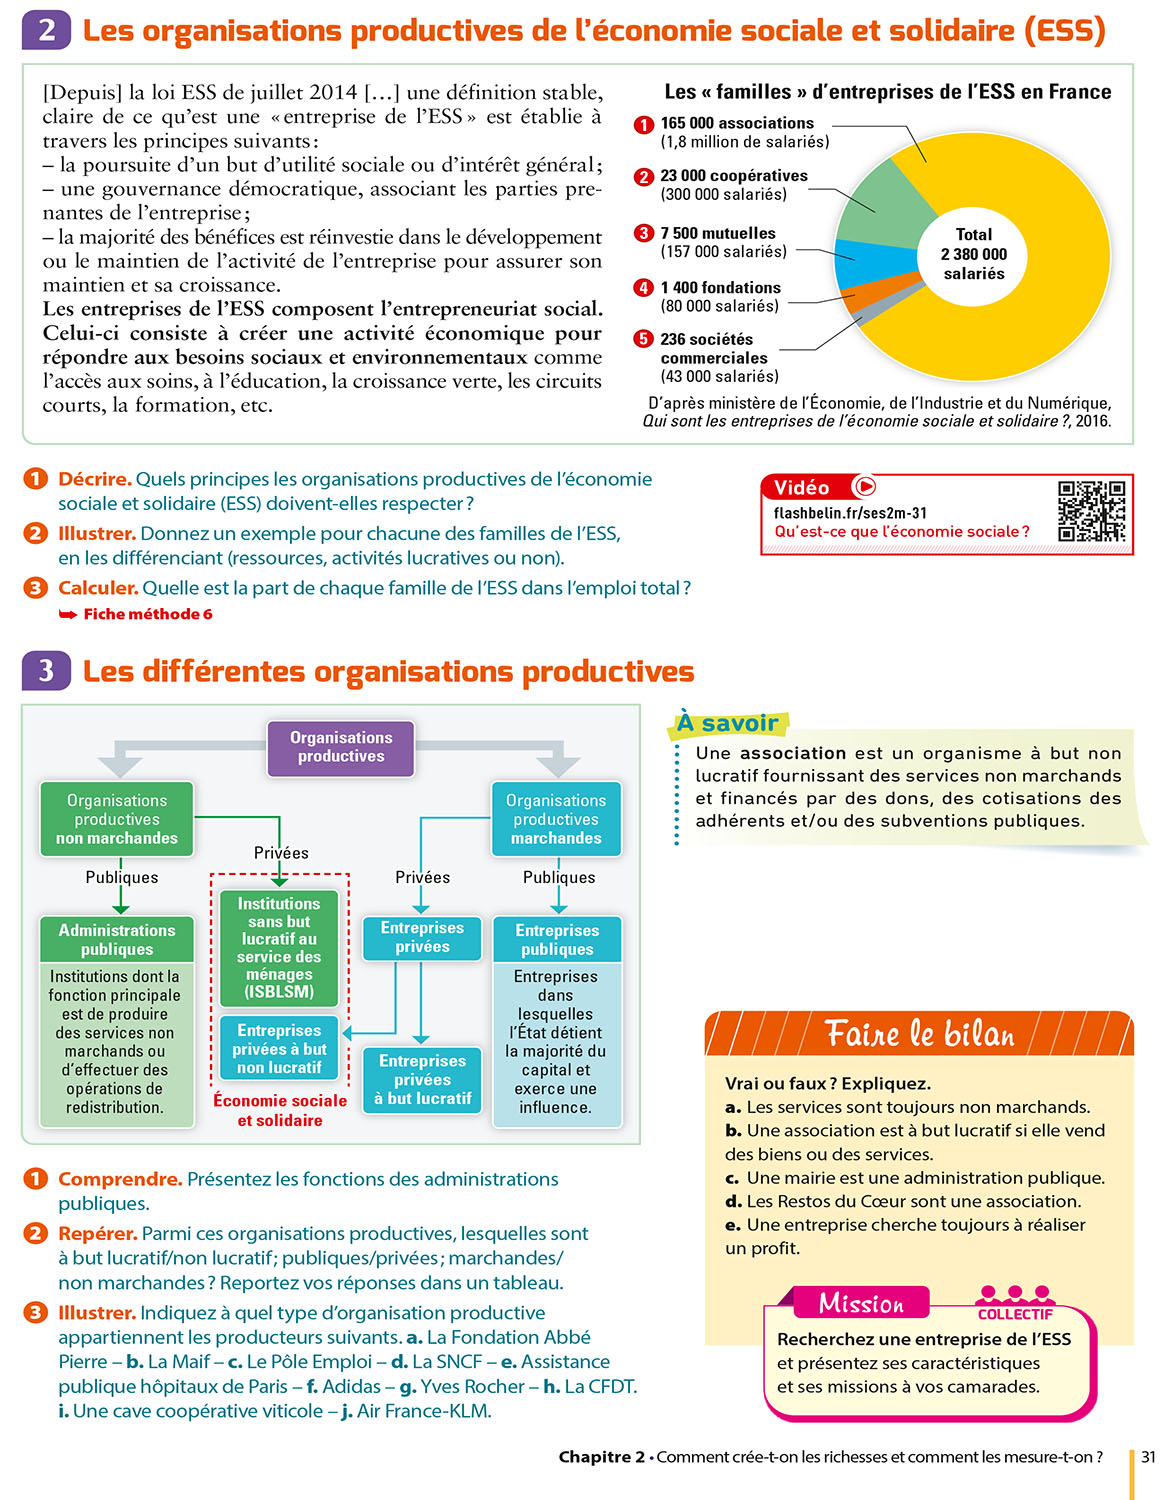 2 Les organisations productives de l’économie sociale et solidaire (ESS)
[Depuis] la loi ESS de juillet 2014 […] une définition stable,
claire de ce qu’est une « entreprise de l’ESS » est établie à
travers les principes suivants :
– la poursuite d’un but d’utilité sociale ou d’intérêt général ;
– une gouvernance démocratique, associant les parties pre-
nantes de l’entreprise ;
– la majorité des bénéfices est réinvestie dans le développement
ou le maintien de l’activité de l’entreprise pour assurer son
maintien et sa croissance.
Les entreprises de l’ESS composent l’entrepreneuriat social.
Celui-ci consiste à créer une activité économique pour
répondre aux besoins sociaux et environnementaux comme
l’accès aux soins, à l’éducation, la croissance verte, les circuits
courts, la formation, etc.
Les « familles » d’entreprises de l’ESS en France
1 165 000 associations
(1,8 million de salariés)
2 23 000 coopératives
(300 000 salariés)
3 7 500 mutuelles
(157 000 salariés)
4 1 400 fondations
(80 000 salariés)
5 236 sociétés
commerciales
(43 000 salariés)
Total
2 380 000
salariés
D’après ministère de l’Économie, de l’Industrie et du Numérique,
Qui sont les entreprises de l’économie sociale et solidaire ?, 2016.
1 Décrire. Quels principes les organisations productives de l’économie
sociale et solidaire (ESS) doivent-elles respecter ?
2 Illustrer. Donnez un exemple pour chacune des familles de l’ESS,
en les différenciant (ressources, activités lucratives ou non).
3 Calculer. Quelle est la part de chaque famille de l’ESS dans l’emploi total ?
➥ Fiche méthode 6
Vidéo
flashbelin.fr/ses2m-31
Qu’est-ce que l’économie sociale ?
3 Les différentes organisations productives
Organisations
productives
Organisations
productives
non marchandes
Organisations
productives
marchandes
Privées
Publiques
Privées
Publiques
Administrations
publiques
Institutions dont la
fonction principale
est de produire
des services non
marchands ou
d’effectuer des
opérations de
redistribution.
Institutions
sans but
lucratif au
service des
ménages
(ISBLSM)
Entreprises
privées à but
non lucratif
Économie sociale
et solidaire
Entreprises
privées
Entreprises
privées
à but lucratif
Entreprises
publiques
Entreprises
dans
lesquelles
l’État détient
la majorité du
capital et
exerce une
influence.
À savoir
Une association est un organisme à but non
lucratif fournissant des services non marchands
et financés par des dons, des cotisations des
adhérents et/ou des subventions publiques.
1 Comprendre. Présentez les fonctions des administrations
publiques.
2 Repérer. Parmi ces organisations productives, lesquelles sont
à but lucratif/non lucratif ; publiques/privées ; marchandes/
non marchandes ? Reportez vos réponses dans un tableau.
3 Illustrer. Indiquez à quel type d’organisation productive
appartiennent les producteurs suivants. a. La Fondation Abbé
Pierre – b. La Maif – c. Le Pôle Emploi – d. La SNCF – e. Assistance
publique hôpitaux de Paris – f. Adidas – g. Yves Rocher – h. La CFDT.
i. Une cave coopérative viticole – j. Air France-KLM.
Faire le bilan
Vrai ou faux ? Expliquez.
a. Les services sont toujours non marchands.
b. Une association est à but lucratif si elle vend
des biens ou des services.
c. Une mairie est une administration publique.
d. Les Restos du Cœur sont une association.
e. Une entreprise cherche toujours à réaliser
un profit.
Mission
COLLECTIF
Recherchez une entreprise de l’ESS
et présentez ses caractéristiques
et ses missions à vos camarades.
Chapitre 2 • Comment crée-t-on les richesses et comment les mesure-t-on ? 31